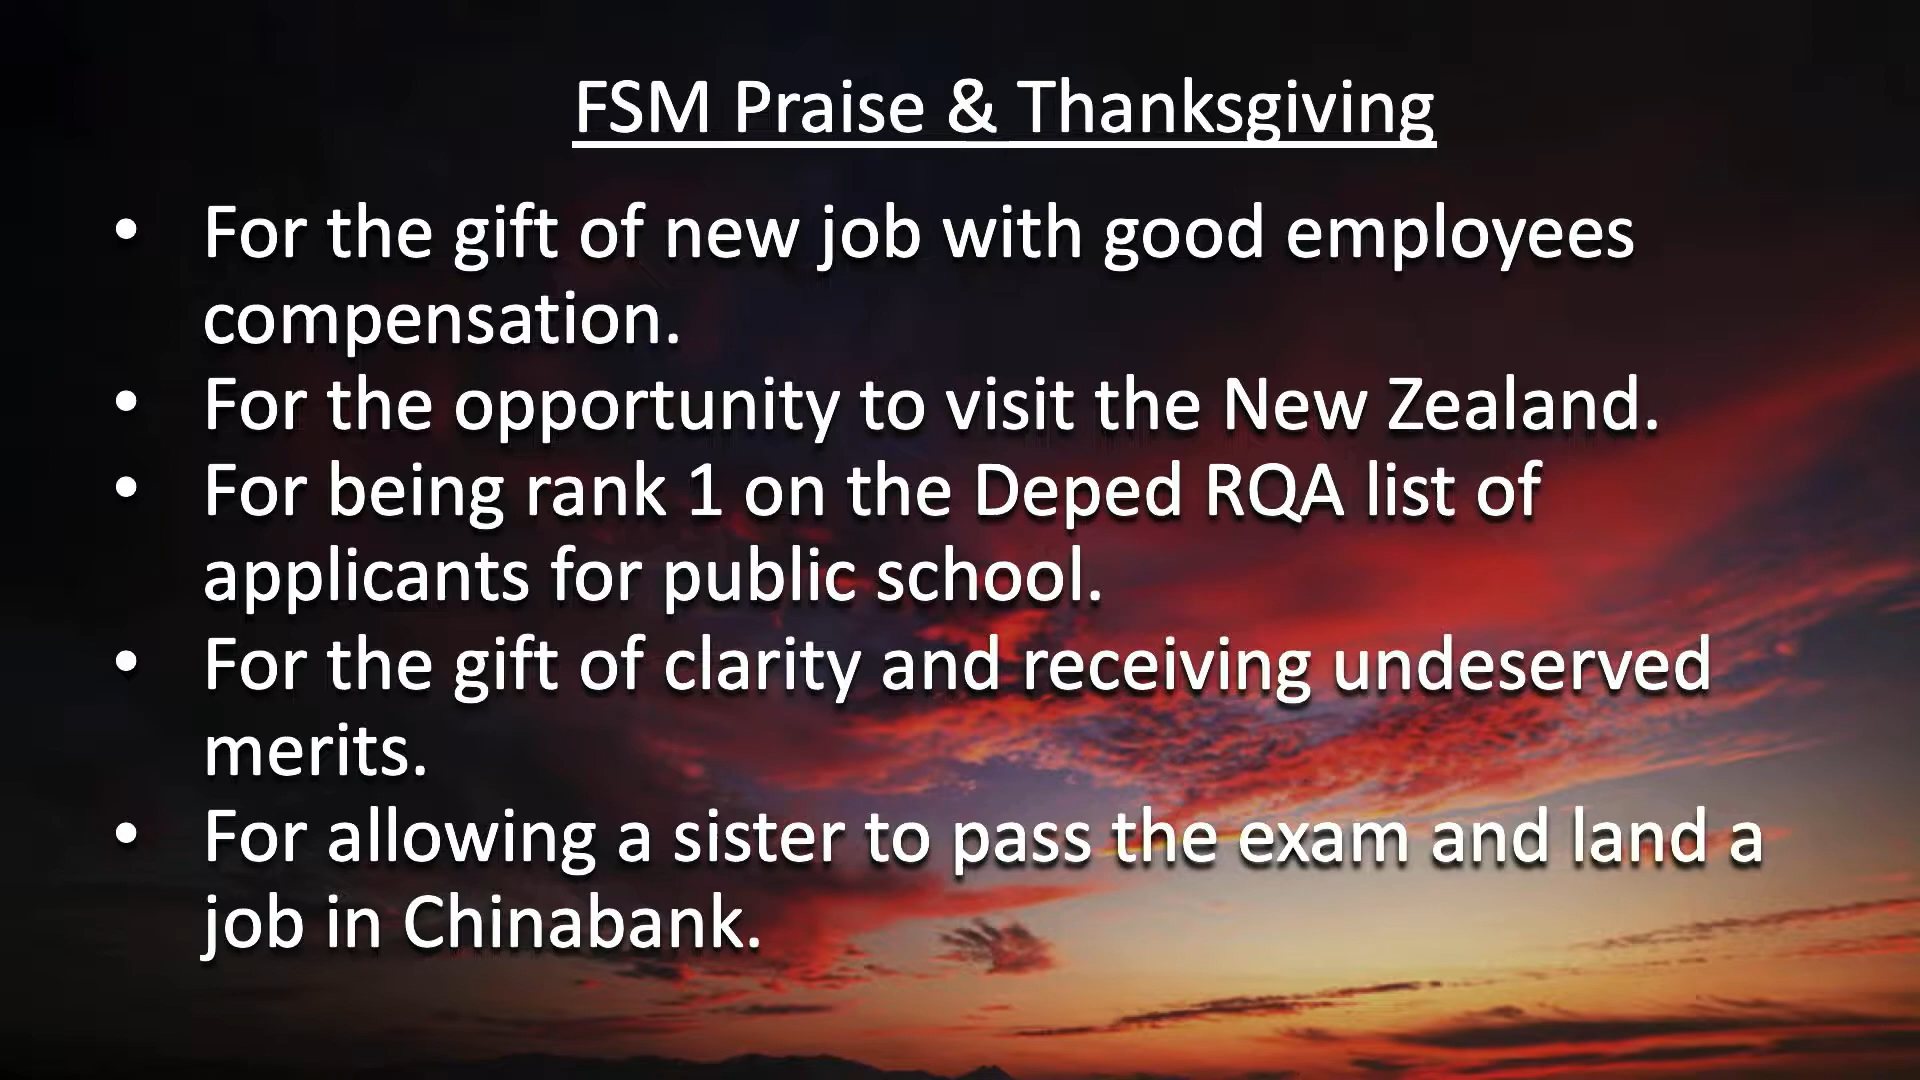 FSM Praise & Thanksgiving
• For the gift of new job with good employees
compensation.
• For the opportunity to visit the New Zealand.
• For being rank 1 on the Deped RQA list of
applicants for public school.
• For the gift of clarity and receiving undeserved
merits.
• For allowing a sister to pass the exam and land a
job in Chinabank.